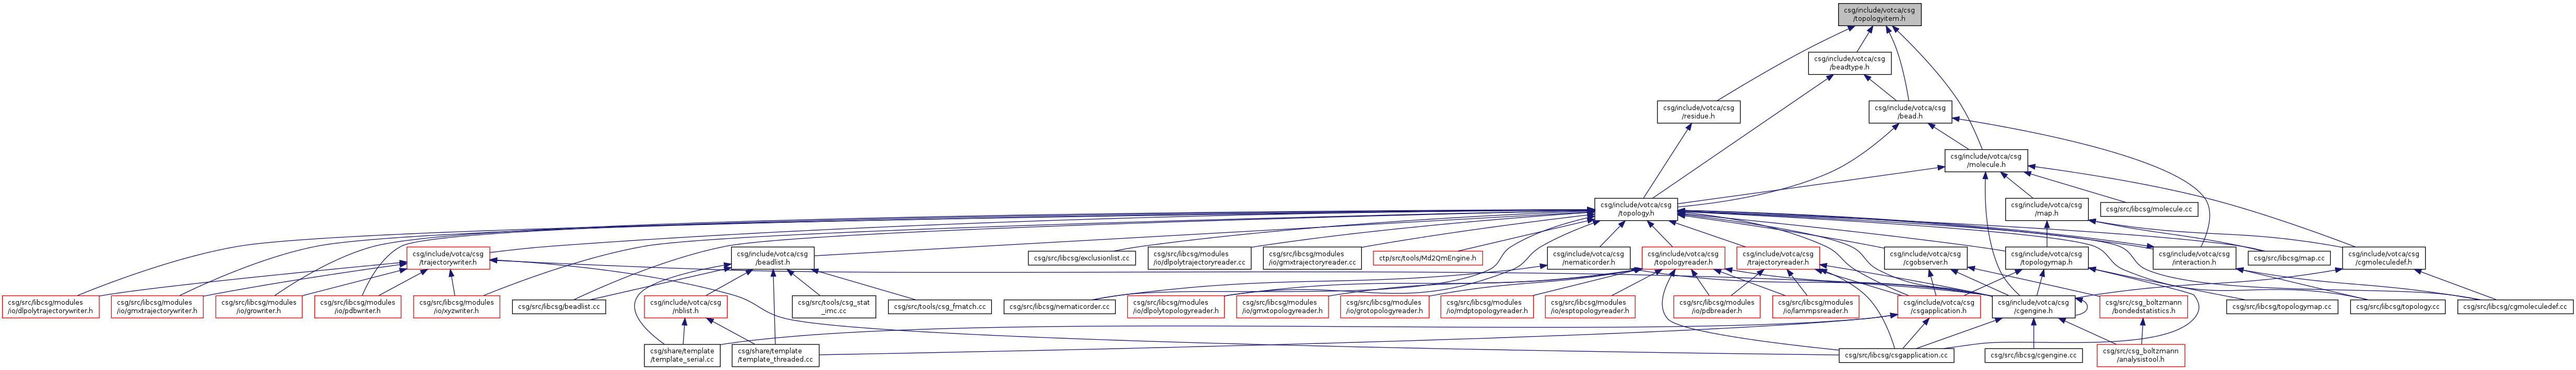 csg/include/votca/csg
/topologyitem.h
csg/include/votca/csg
/beadtype.h
csg/include/votca/csg
/residue.h
csg/include/votca/csg
/bead.h
csg/include/votca/csg
/molecule.h
csg/include/votca/csg
/topology.h
csg/include/votca/csg
/map.h
csg/src/libcsg/molecule.cc
csg/include/votca/csg
/trajectorywriter.h
csg/include/votca/csg
/beadlist.h
csg/src/libcsg/exclusionlist.cc
csg/src/libcsg/modules
/io/dlpolytrajectoryreader.cc
csg/src/libcsg/modules
/io/gmxtrajectoryreader.cc
ctp/src/tools/Md2QmEngine.h
csg/include/votca/csg
/nematicorder.h
csg/include/votca/csg
/topologyreader.h
csg/include/votca/csg
/trajectoryreader.h
csg/include/votca/csg
/cgobserver.h
csg/include/votca/csg
/topologymap.h
csg/include/votca/csg
/interaction.h
csg/src/libcsg/map.cc
csg/include/votca/csg
/cgmoleculedef.h
csg/src/libcsg/modules
/io/dlpolytrajectorywriter.h
csg/src/libcsg/modules
/io/gmxtrajectorywriter.h
csg/src/libcsg/modules
/io/growriter.h
csg/src/libcsg/modules
/io/pdbwriter.h
csg/src/libcsg/modules
/io/xyzwriter.h
csg/src/libcsg/beadlist.cc
csg/include/votca/csg
/nblist.h
csg/src/tools/csg_stat
_imc.cc
csg/src/tools/csg_fmatch.cc
csg/src/libcsg/nematicorder.cc
csg/src/libcsg/modules
/io/dlpolytopologyreader.h
csg/src/libcsg/modules
/io/gmxtopologyreader.h
csg/src/libcsg/modules
/io/grotopologyreader.h
csg/src/libcsg/modules
/io/mdptopologyreader.h
csg/src/libcsg/modules
/io/esptopologyreader.h
csg/src/libcsg/modules
/io/pdbreader.h
csg/src/libcsg/modules
/io/lammpsreader.h
csg/include/votca/csg
/csgapplication.h
csg/include/votca/csg
/cgengine.h
csg/src/csg_boltzmann
/bondedstatistics.h
csg/src/libcsg/topologymap.cc
csg/src/libcsg/topology.cc
csg/src/libcsg/cgmoleculedef.cc
csg/share/template
/template_serial.cc
csg/share/template
/template_threaded.cc
csg/src/libcsg/csgapplication.cc
csg/src/libcsg/cgengine.cc
csg/src/csg_boltzmann
/analysistool.h